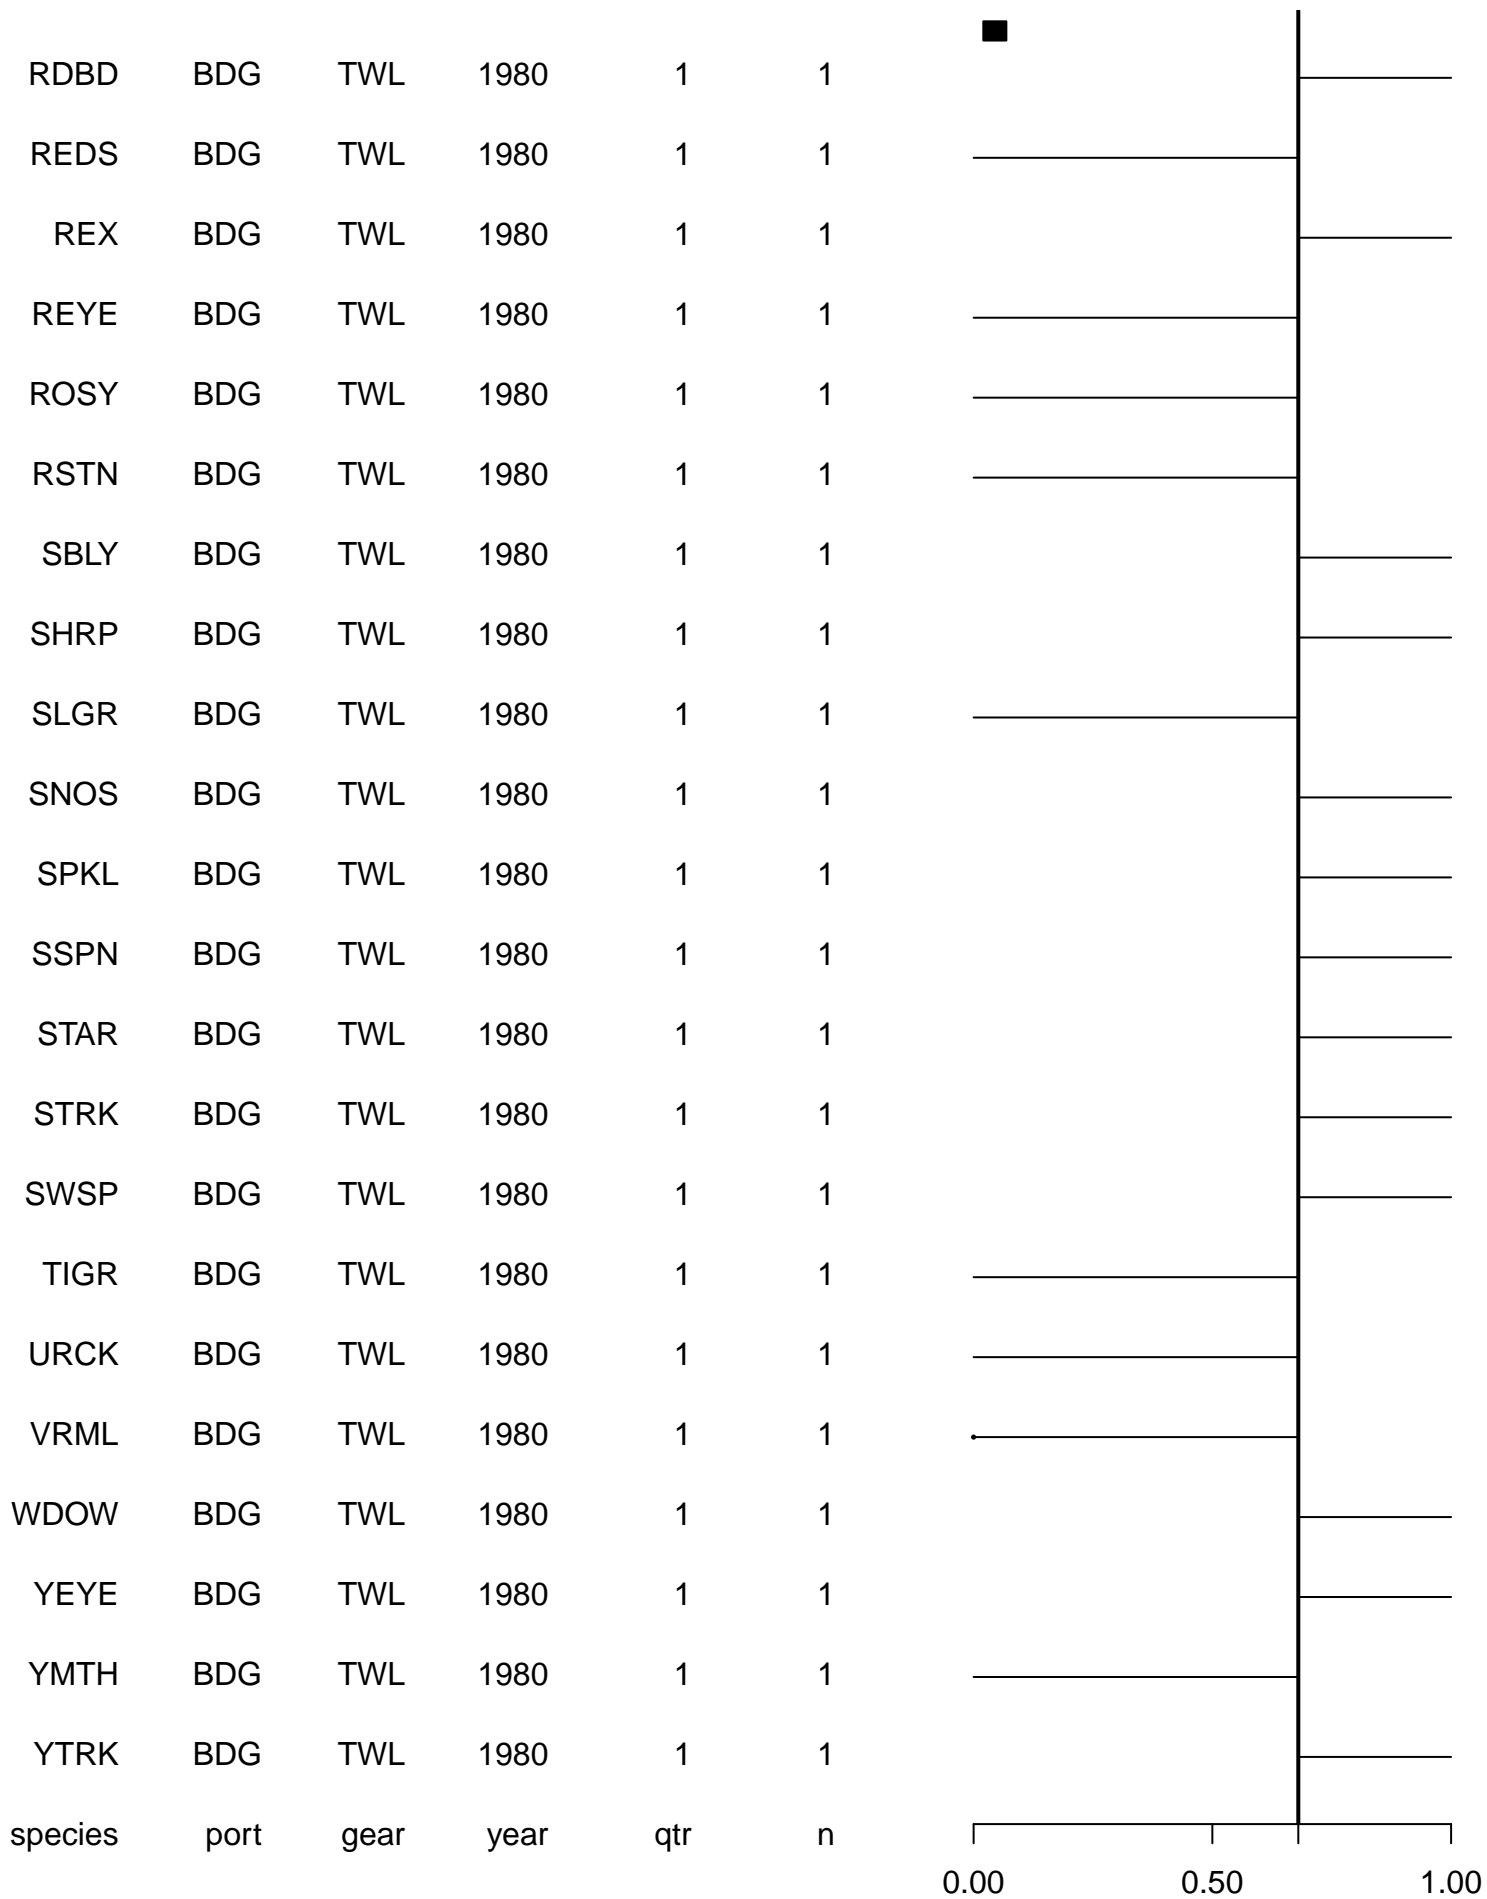 RDBD BDG TWL 1980 1 1
REDS BDG TWL 1980 1 1
REX BDG TWL 1980 1 1
REYE BDG TWL 1980 1 1
ROSY BDG TWL 1980 1 1
RSTN BDG TWL 1980 1 1
SBLY BDG TWL 1980 1 1
SHRP BDG TWL 1980 1 1
SLGR BDG TWL 1980 1 1
SNOS BDG TWL 1980 1 1
SPKL BDG TWL 1980 1 1
SSPN BDG TWL 1980 1 1
STAR BDG TWL 1980 1 1
STRK BDG TWL 1980 1 1
SWSP BDG TWL 1980 1 1
TIGR BDG TWL 1980 1 1
URCK BDG TWL 1980 1 1
VRML BDG TWL 1980 1 1
WDOW BDG TWL 1980 1 1
YEYE BDG TWL 1980 1 1
YMTH BDG TWL 1980 1 1
YTRK BDG TWL 1980 1 1
species port gear year qtr n
0.00 0.50 1.00